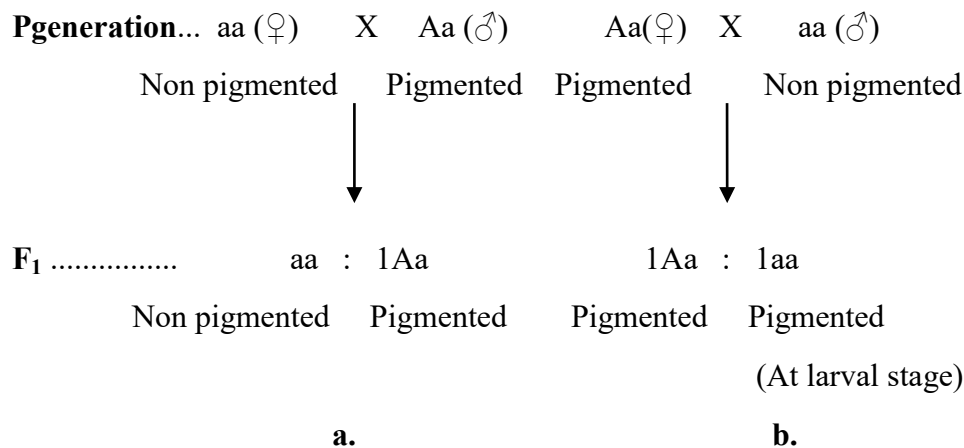 Pgeneration... aa (♀) X Aa (♂) Aa(♀) X aa (♂)
Non pigmented Pigmented Pigmented Non pigmented
F₁ ................ aa : 1Aa 1Aa : 1aa
Non pigmented Pigmented Pigmented Pigmented
(At larval stage)
a. b.